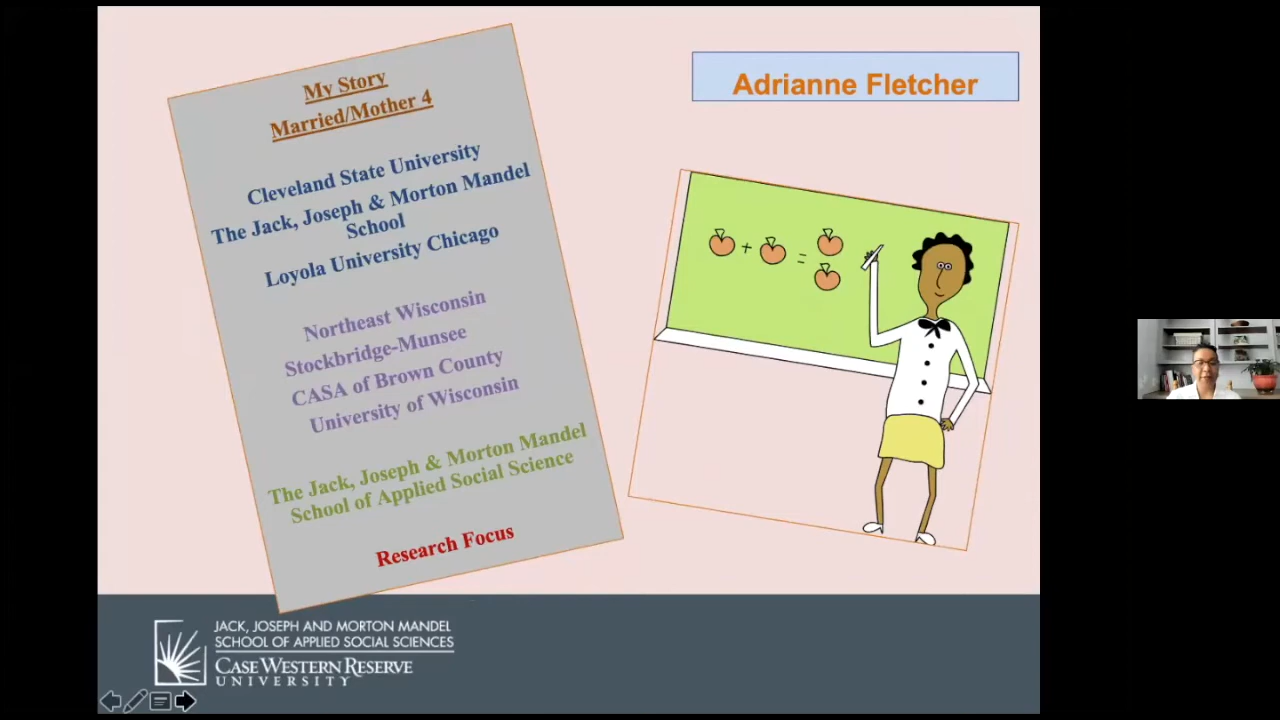 My Story
Married/Mother 4
Cleveland State University
The Jack, Joseph & Morton Mandel
School
Loyola University Chicago
Northeast Wisconsin
Stockbridge-Munsee
CASA of Brown County
University of Wisconsin
The Jack, Joseph & Morton Mandel
School of Applied Social Science
Research Focus
Adrianne Fletcher
+ =
JACK, JOSEPH AND MORTON MANDEL
SCHOOL OF APPLIED SOCIAL SCIENCES
CASE WESTERN RESERVE
UNIVERSITY